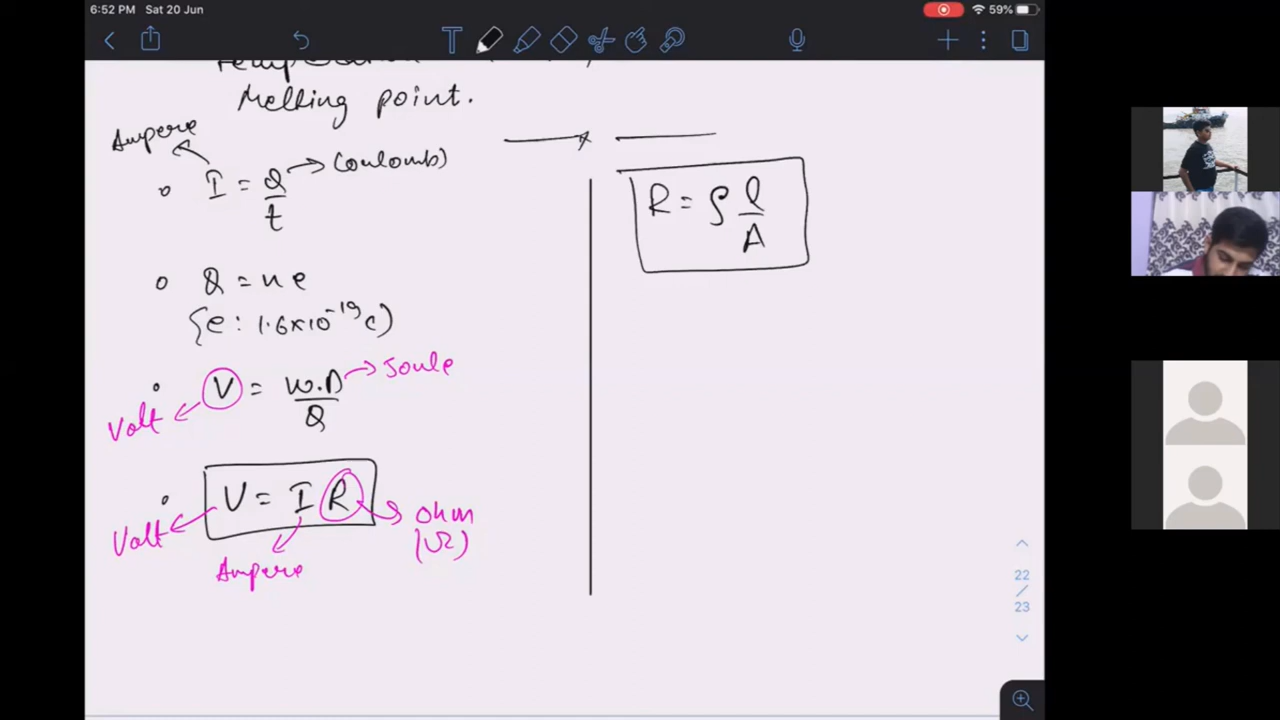 6:52 PM Sat 20 Jun
59%
Melting point.
Ampere
I = Q/t → (Coulomb)
Q = ne
{e: 1.6×10⁻¹⁹ C}
V = W.D/Q → Joule
Volt
V = I R
Volt
Ampere
ohm
(Ω)
R = ρ l/A
22
/
23